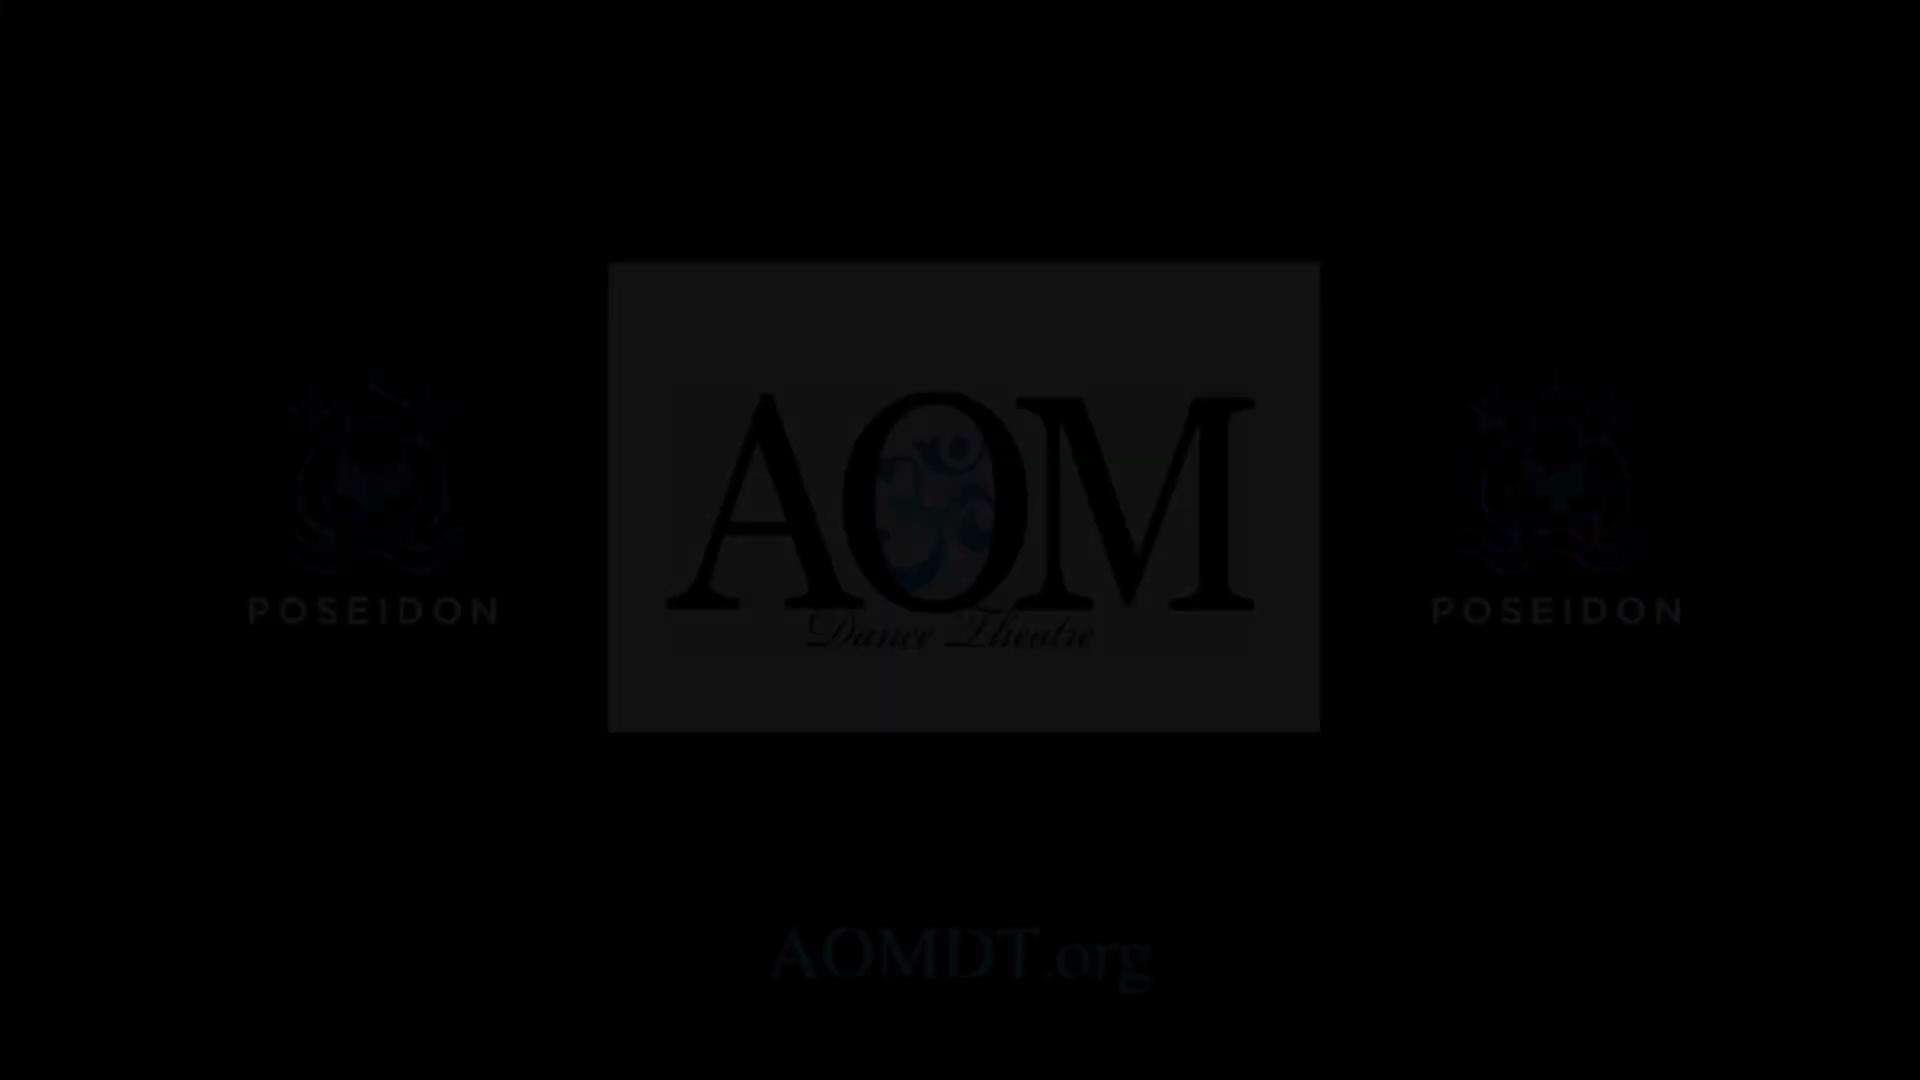 AOM
Dance Theatre
POSEIDON
POSEIDON
AOMDT.org